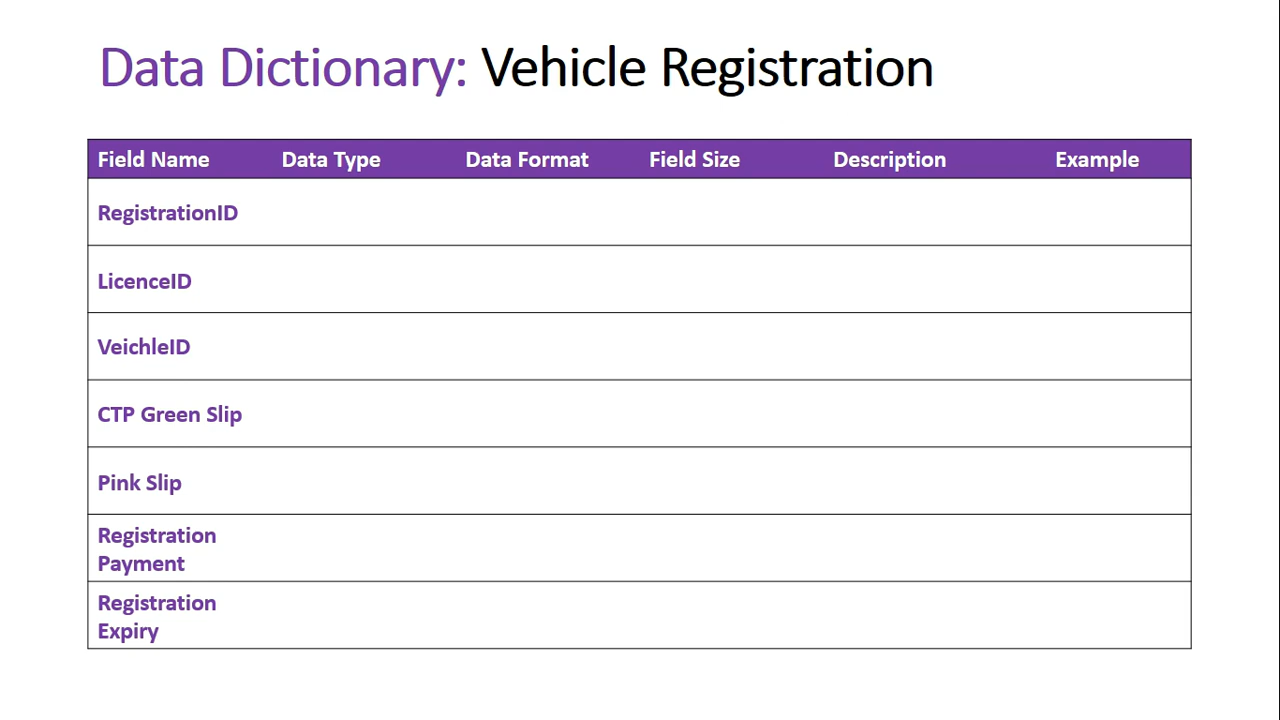 Data Dictionary: Vehicle Registration
Field Name Data Type Data Format Field Size Description Example
RegistrationID
LicenceID
VeichleID
CTP Green Slip
Pink Slip
Registration
Payment
Registration
Expiry